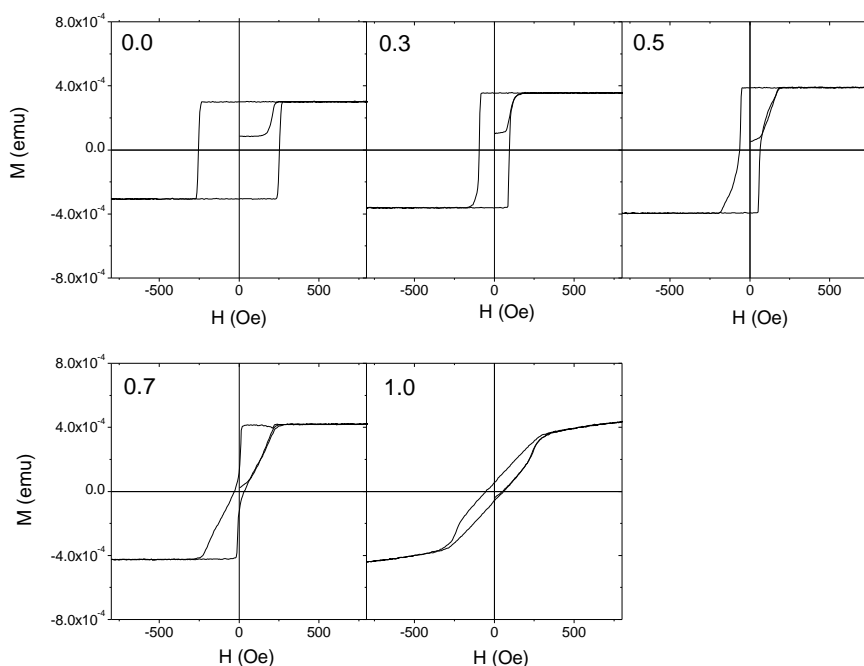 0.0
0.3
0.5
8.0x10-4
4.0x10-4
0.0
-4.0x10-4
-8.0x10-4
M (emu)
-500 0 500
-500 0 500
-500 0 500
H (Oe)
H (Oe)
H (Oe)
0.7
1.0
8.0x10-4
4.0x10-4
0.0
-4.0x10-4
-8.0x10-4
M (emu)
-500 0 500
-500 0 500
H (Oe)
H (Oe)